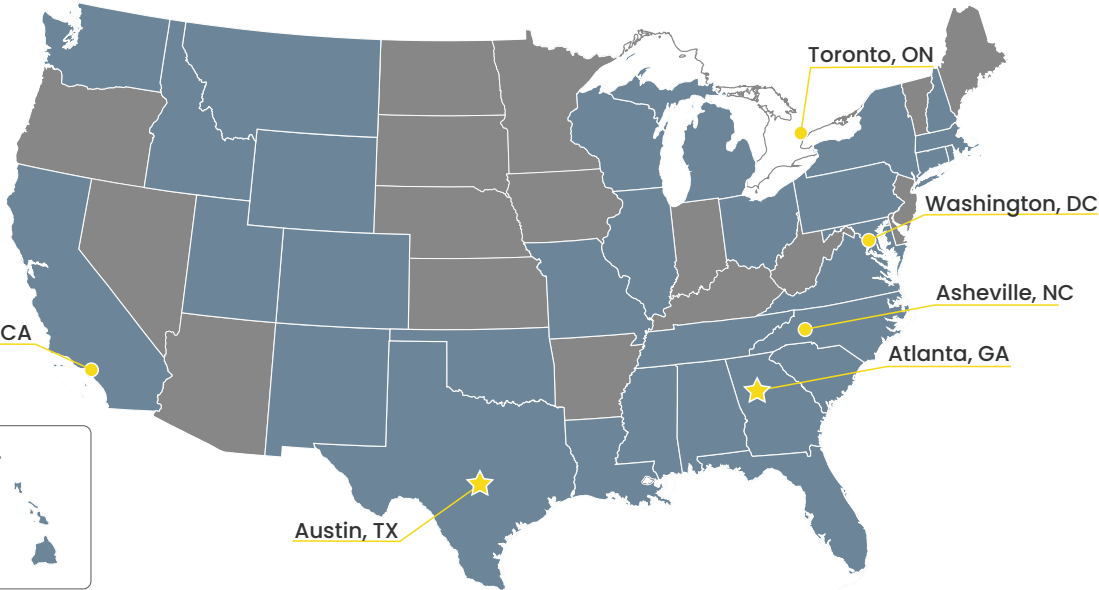 Toronto, ON
Washington, DC
Asheville, NC
CA
Atlanta, GA
Austin, TX